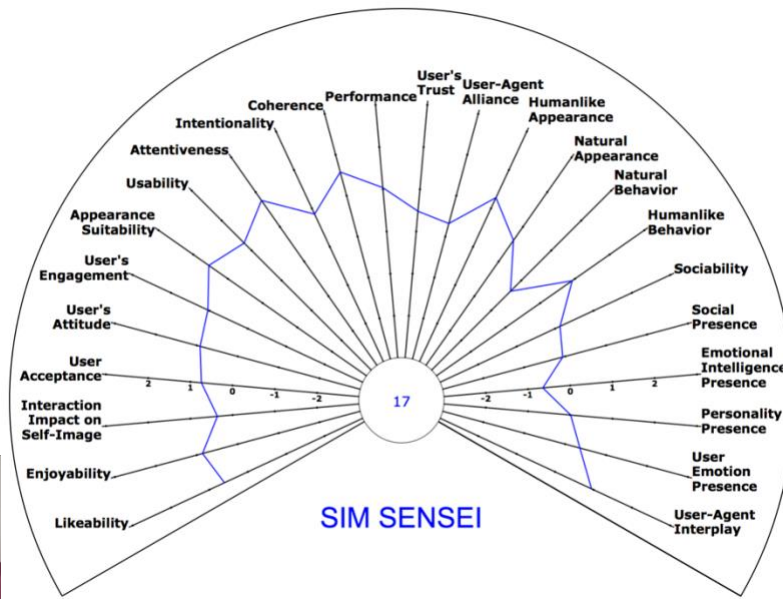 User's
Trust
User-Agent
Alliance
Performance
Humanlike
Appearance
Coherence
Intentionality
Natural
Appearance
Attentiveness
Natural
Behavior
Usability
Humanlike
Behavior
Appearance
Suitability
Sociability
User's
Engagement
Social
Presence
User's
Attitude
Emotional
Intelligence
Presence
User
Acceptance
2 1 0 -1 -2
-2 -1 0 1 2
17
Interaction
Impact on
Self-Image
Personality
Presence
Enjoyability
User
Emotion
Presence
Likeability
User-Agent
Interplay
SIM SENSEI